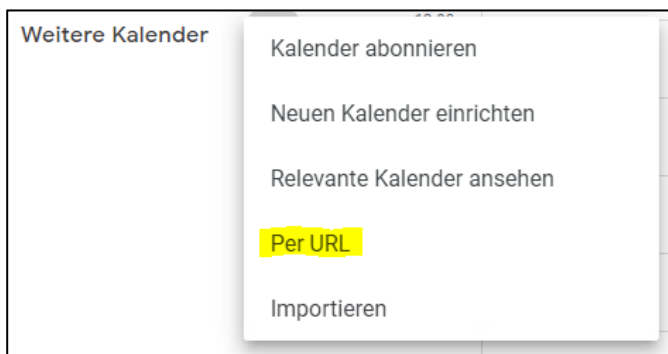 Weitere Kalender
Kalender abonnieren
Neuen Kalender einrichten
Relevante Kalender ansehen
Per URL
Importieren